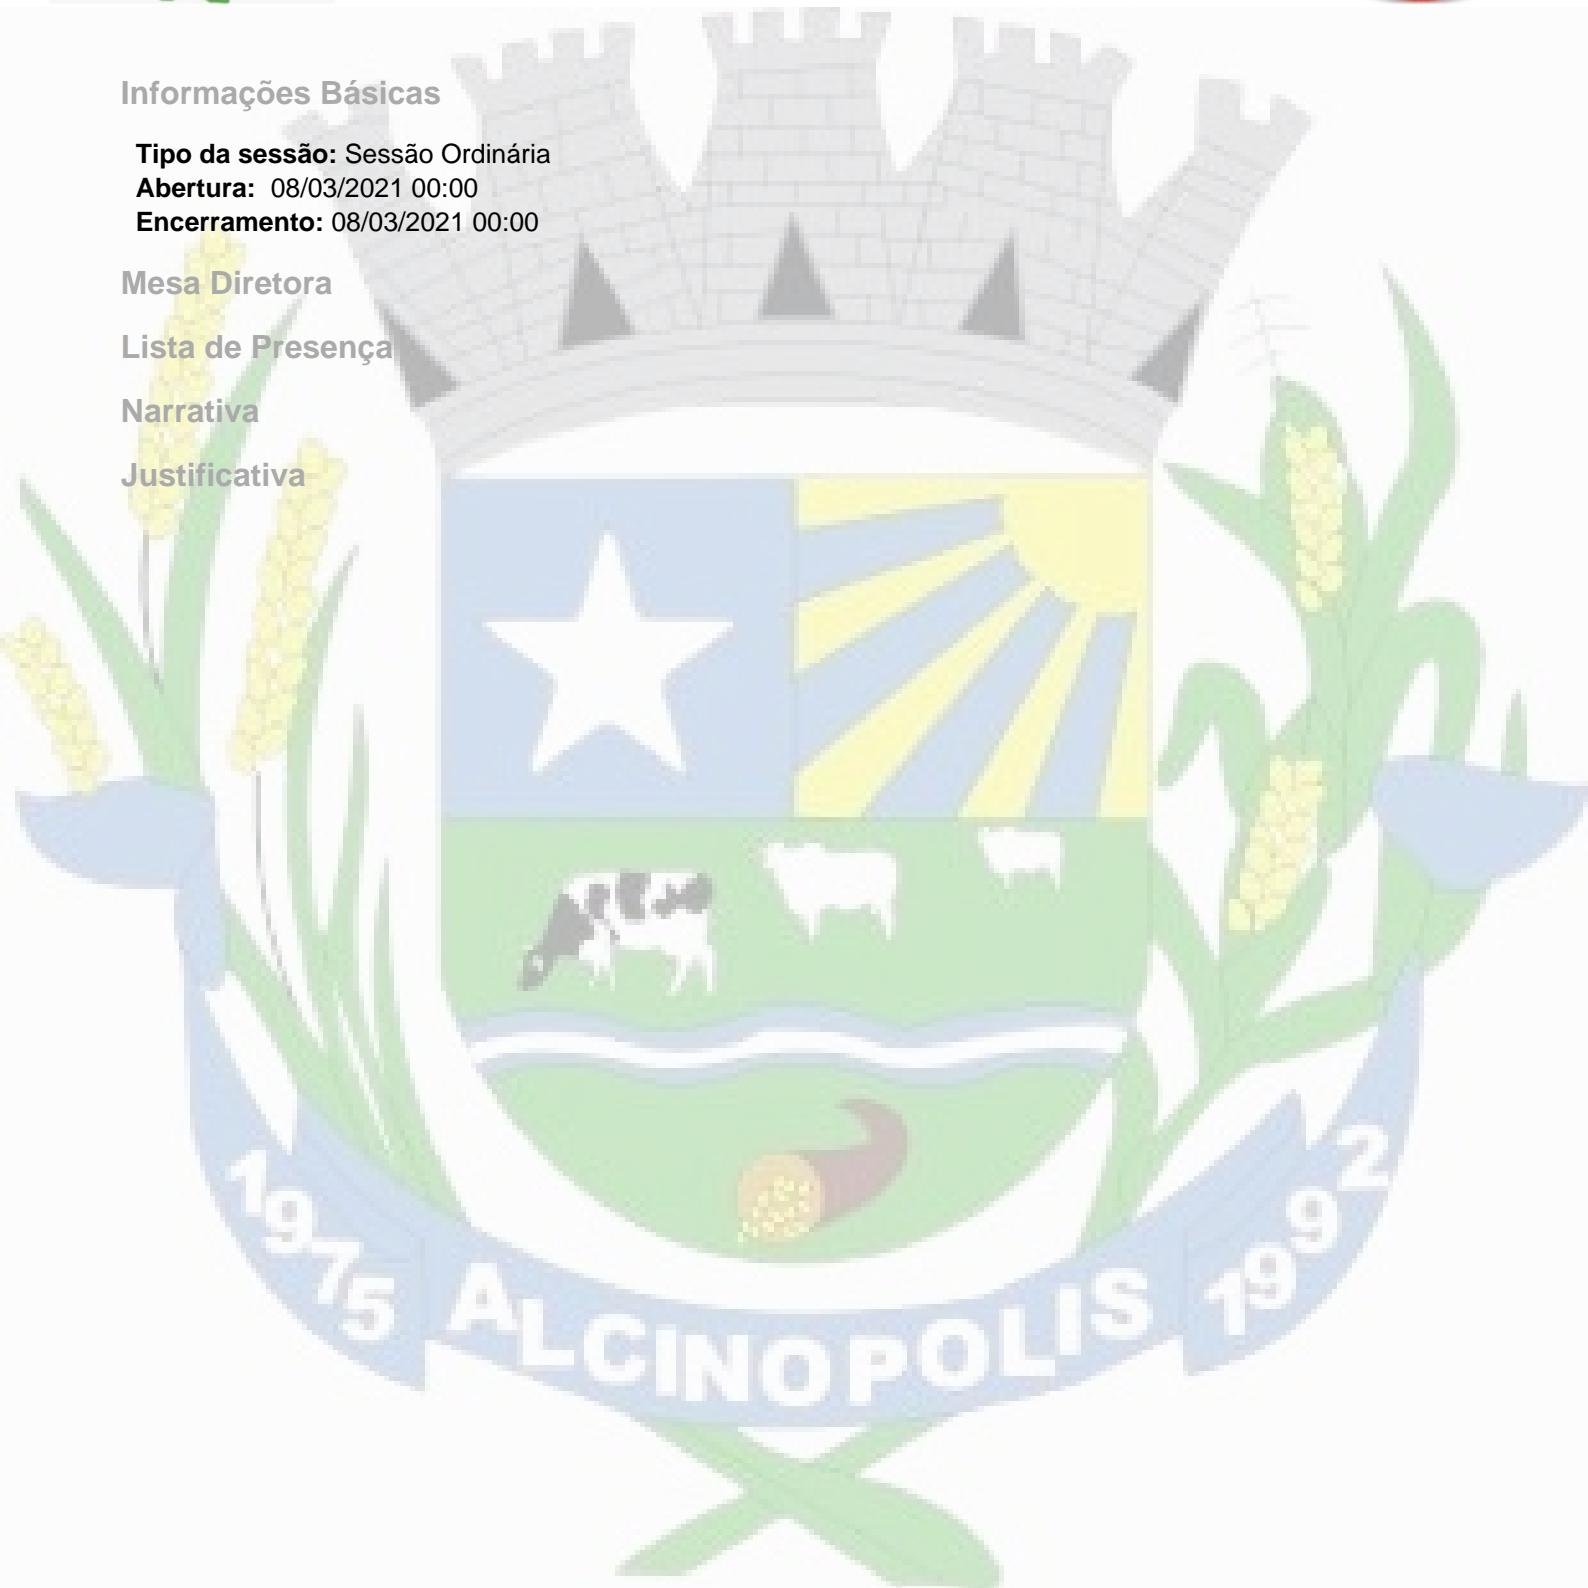 Informações Básicas
Tipo da sessão: Sessão Ordinária
Abertura: 08/03/2021 00:00
Encerramento: 08/03/2021 00:00
Mesa Diretora
Lista de Presença
Narrativa
Justificativa
1975 ALCINOPOLIS 1992